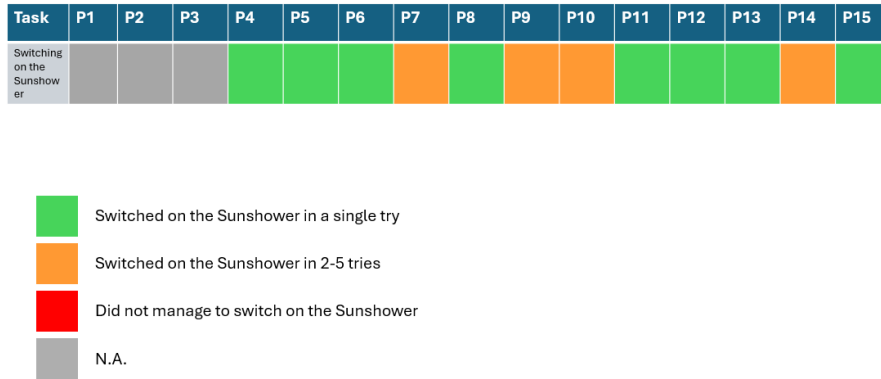 Task P1 P2 P3 P4 P5 P6 P7 P8 P9 P10 P11 P12 P13 P14 P15
Switching
on the
Sunshow
er
Switched on the Sunshower in a single try
Switched on the Sunshower in 2-5 tries
Did not manage to switch on the Sunshower
N.A.